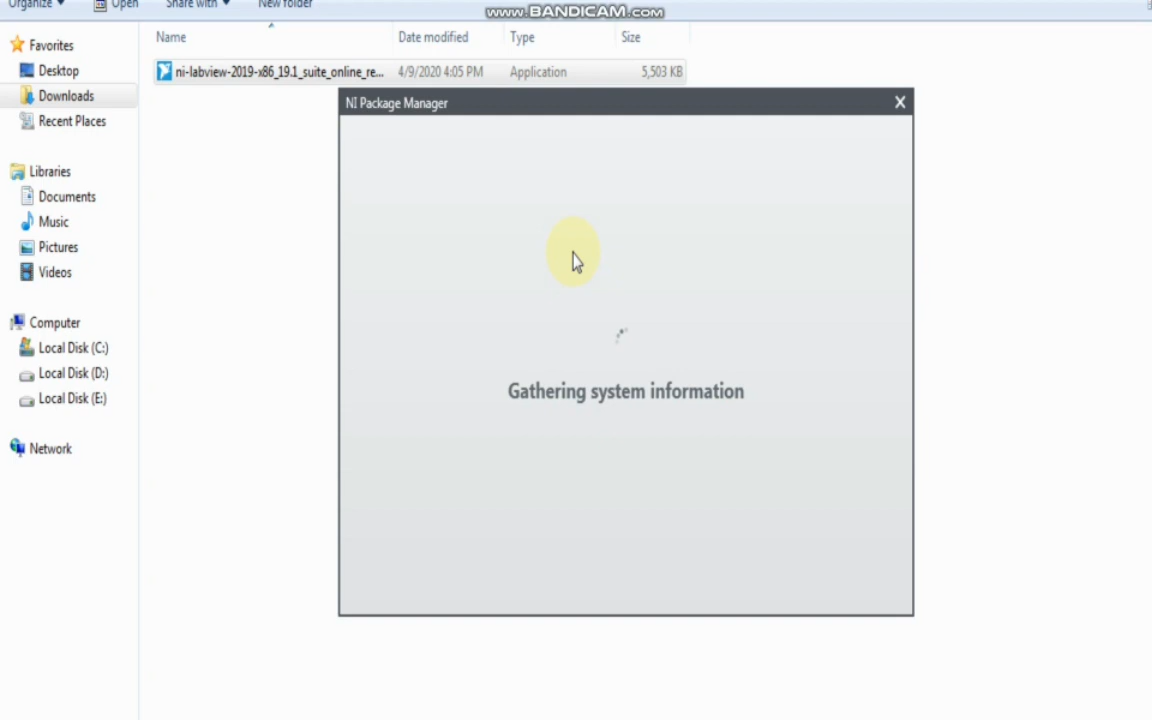 Organize Open Share with New folder
www.BANDICAM.com
Favorites
Desktop
Downloads
Recent Places
Libraries
Documents
Music
Pictures
Videos
Computer
Local Disk (C:)
Local Disk (D:)
Local Disk (E:)
Network
Name Date modified Type Size
ni-labview-2019-x86_19.1_suite_online_re... 4/9/2020 4:05 PM Application 5,503 KB
NI Package Manager
Gathering system information